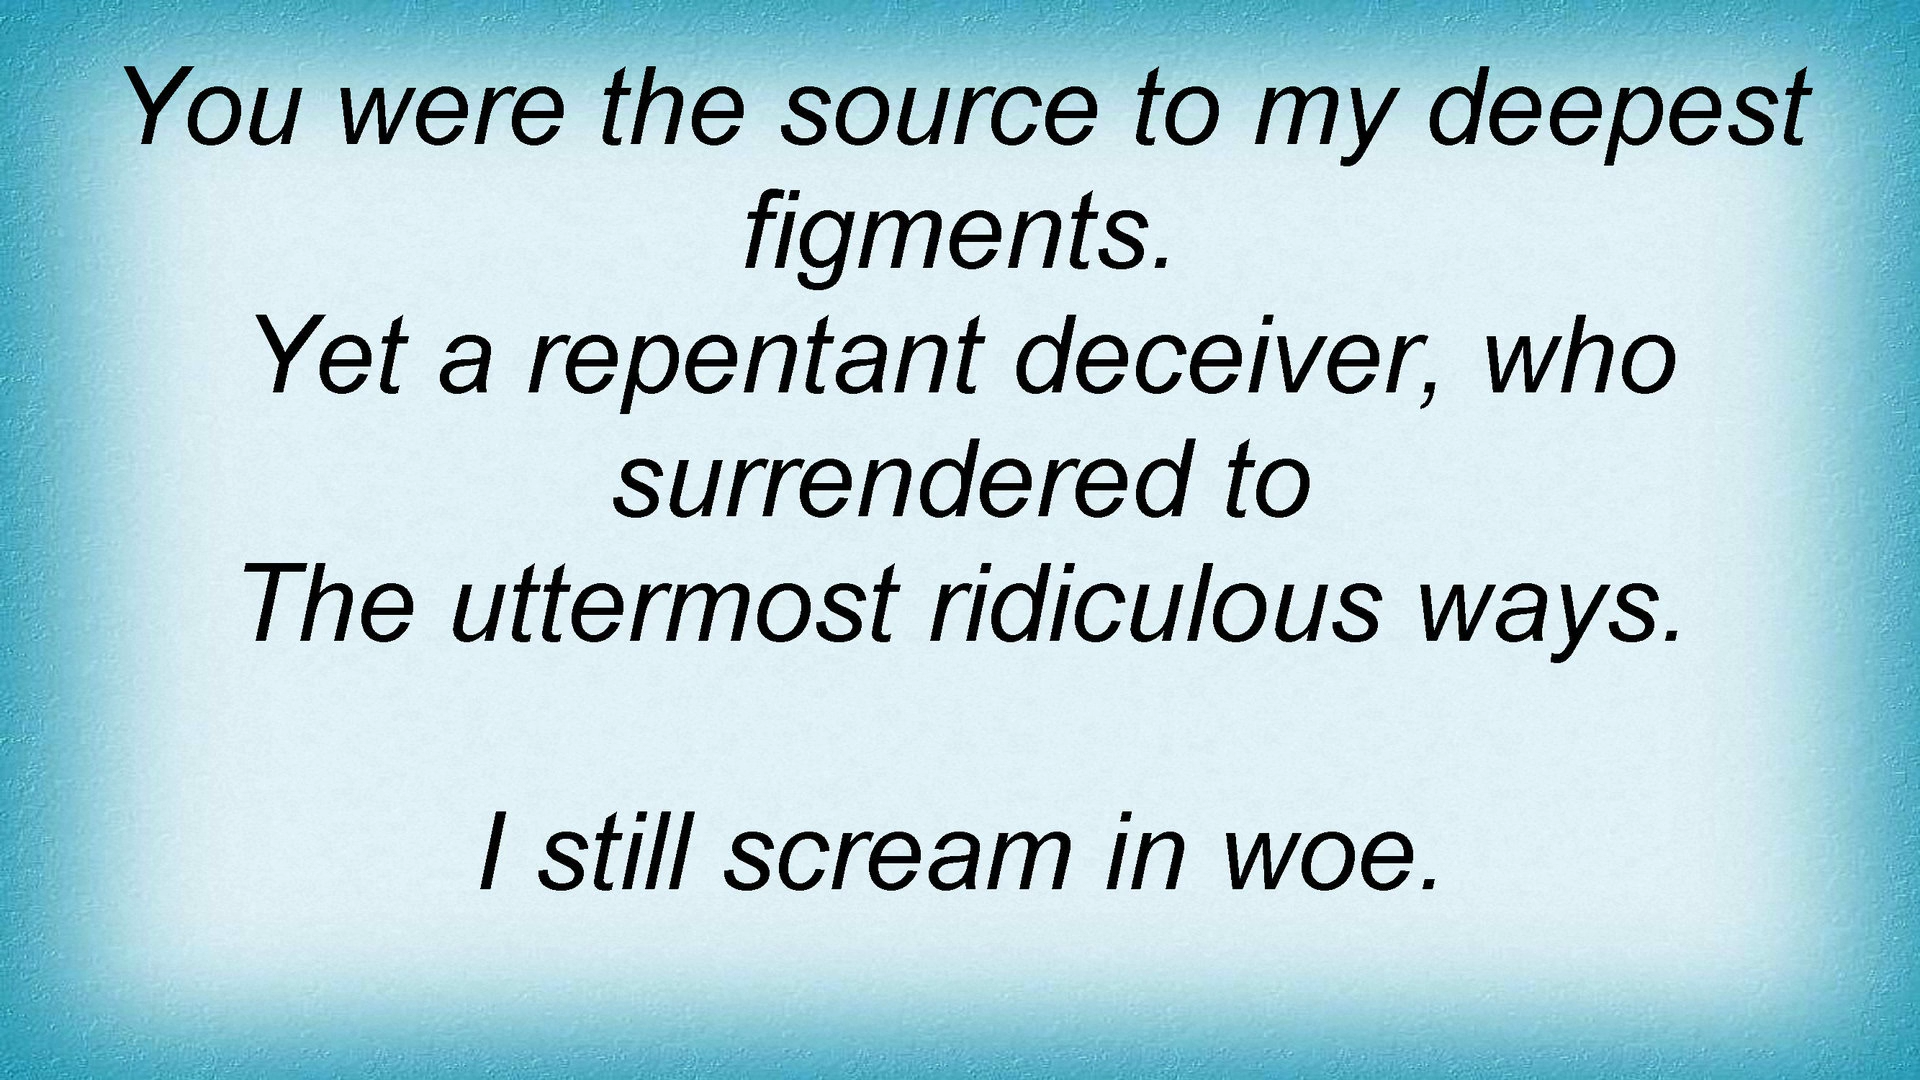 You were the source to my deepest
figments.
Yet a repentant deceiver, who
surrendered to
The uttermost ridiculous ways.
I still scream in woe.